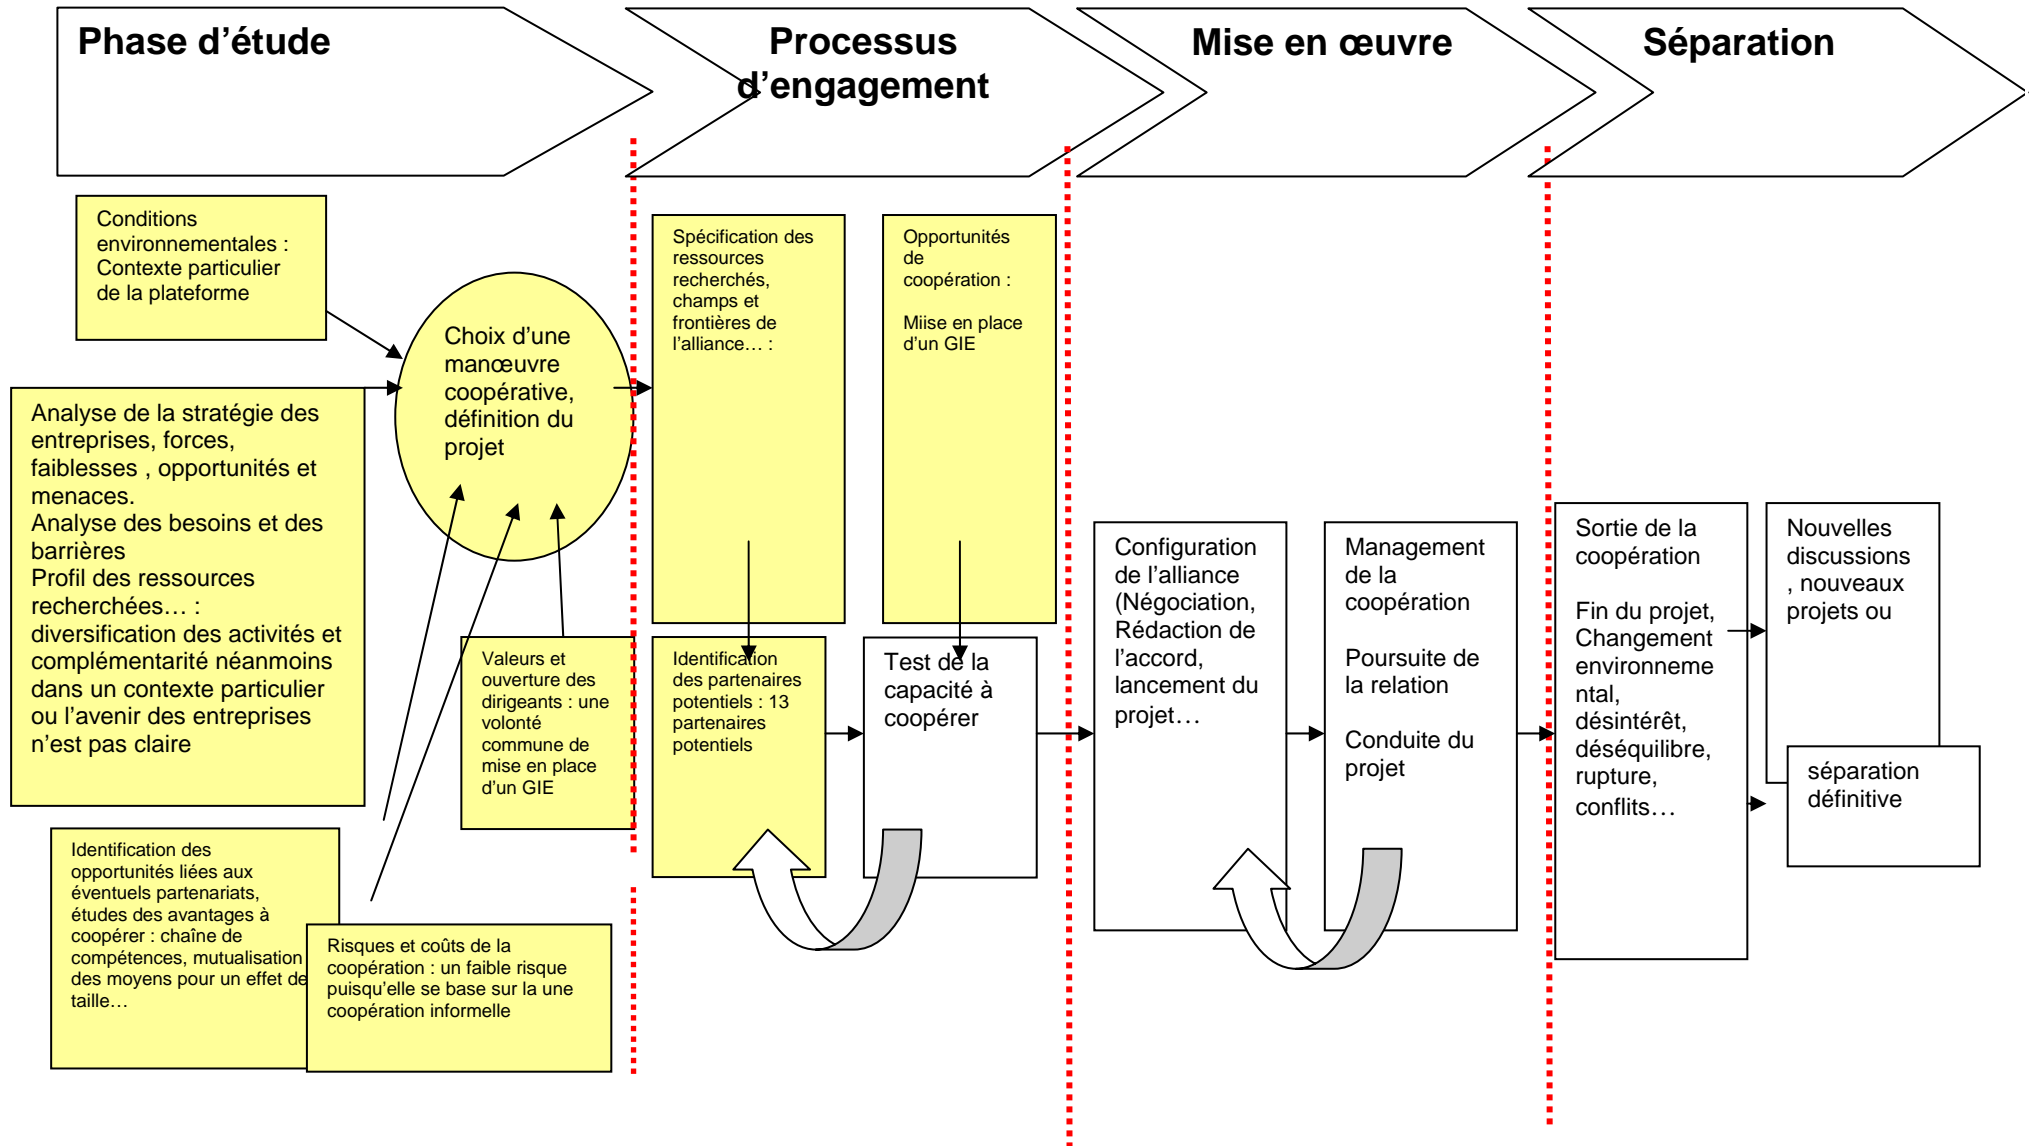 Phase d’étude
Processus
d’engagement
Mise en œuvre
Séparation
Conditions
environnementales :
Contexte particulier
de la plateforme
Choix d’une
manœuvre
coopérative,
définition du
projet
Analyse de la stratégie des
entreprises, forces,
faiblesses , opportunités et
menaces.
Analyse des besoins et des
barrières
Profil des ressources
recherchées… :
diversification des activités et
complémentarité néanmoins
dans un contexte particulier
ou l’avenir des entreprises
n’est pas claire
Identification des
opportunités liées aux
éventuels partenariats,
études des avantages à
coopérer : chaîne de
compétences, mutualisation
des moyens pour un effet de
taille…
Risques et coûts de la
coopération : un faible risque
puisqu’elle se base sur la une
coopération informelle
Valeurs et
ouverture des
dirigeants : une
volonté
commune de
mise en place
d’un GIE
Spécification des
ressources
recherchés,
champs et
frontières de
l’alliance… :
Opportunités
de
coopération :
Miise en place
d’un GIE
Identification
des partenaires
potentiels : 13
partenaires
potentiels
Test de la
capacité à
coopérer
Configuration
de l’alliance
(Négociation,
Rédaction de
l’accord,
lancement du
projet…
Management
de la
coopération
Poursuite de
la relation
Conduite du
projet
Sortie de la
coopération
Fin du projet,
Changement
environneme
ntal,
désintérêt,
déséquilibre,
rupture,
conflits…
Nouvelles
discussions
, nouveaux
projets ou
séparation
définitive